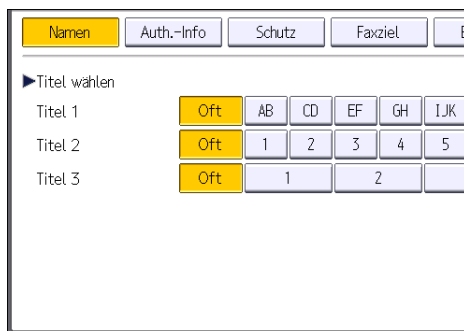 Namen Auth.-Info Schutz Faxziel
▶Titel wählen
Titel 1 Oft AB CD EF GH IJK
Titel 2 Oft 1 2 3 4 5
Titel 3 Oft 1 2